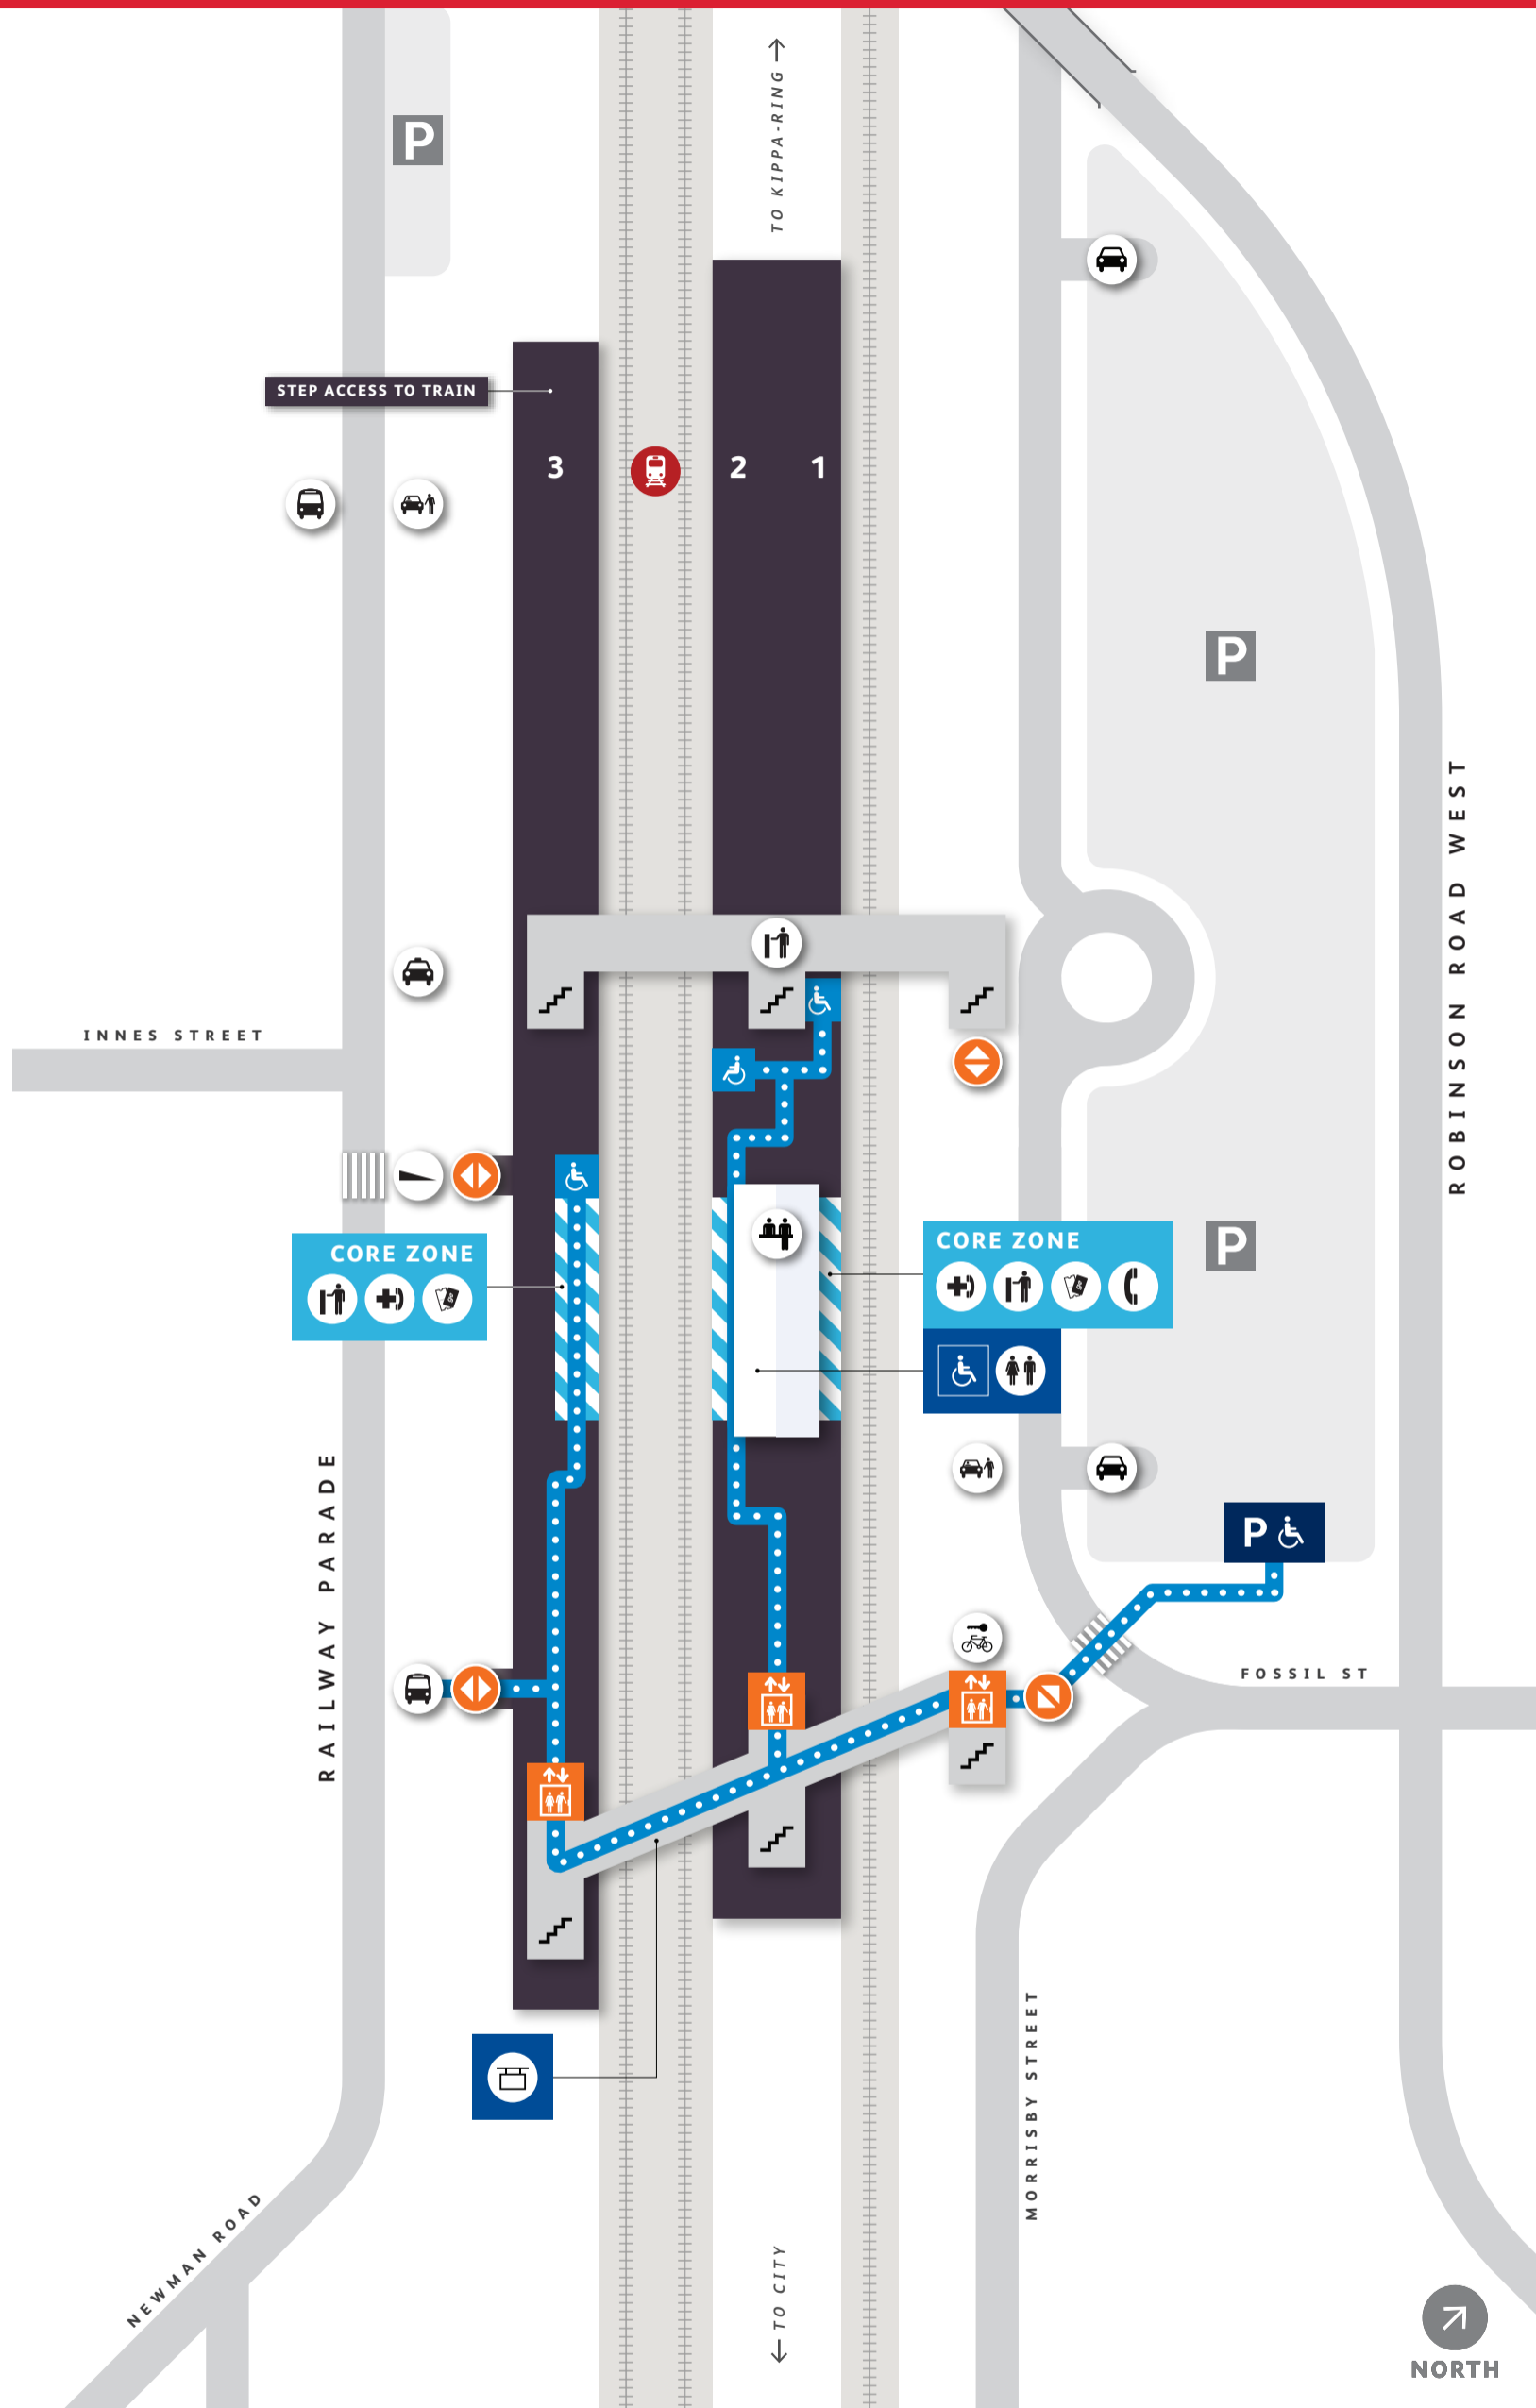 TO KIPPA-RING →
P
STEP ACCESS TO TRAIN
3
2
1
P
ROBINSON ROAD WEST
INNES STREET
CORE ZONE
CORE ZONE
P
RAILWAY PARADE
P
FOSSIL ST
MORRISBY STREET
NEWMAN ROAD
← TO CITY
NORTH